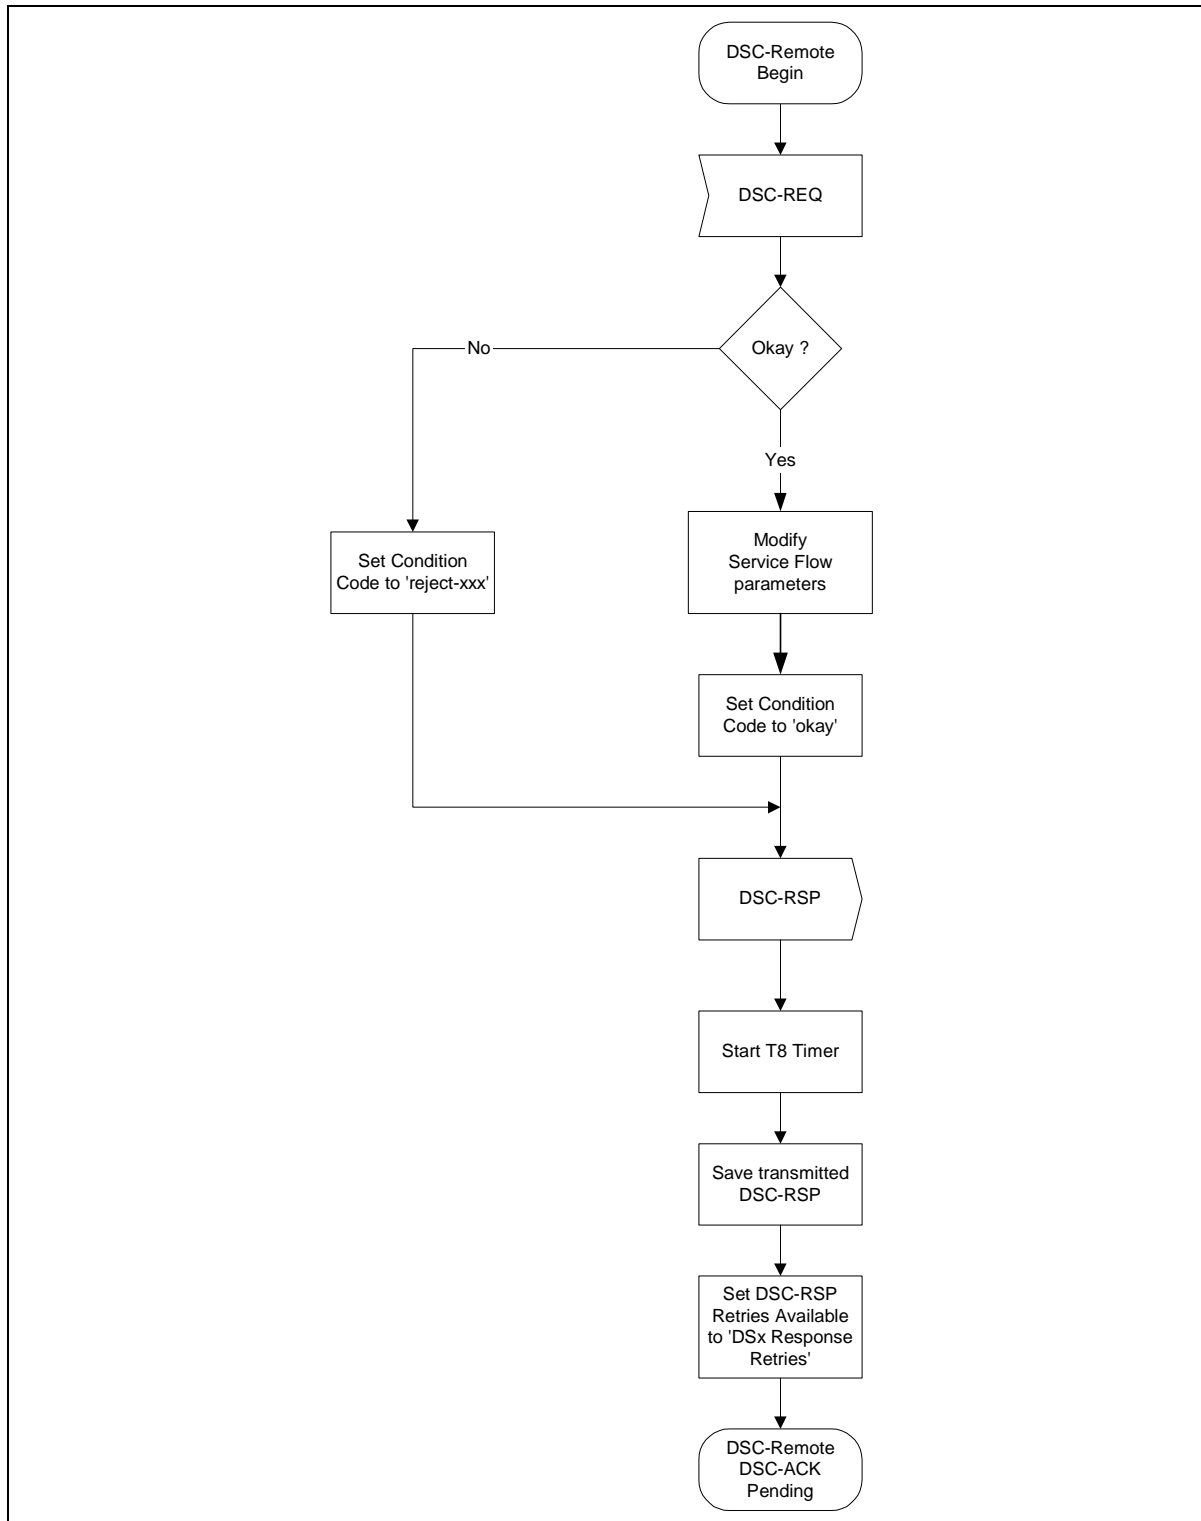 DSC-Remote
Begin
DSC-REQ
Okay ?
No
Yes
Set Condition
Code to 'reject-xxx'
Modify
Service Flow
parameters
Set Condition
Code to 'okay'
DSC-RSP
Start T8 Timer
Save transmitted
DSC-RSP
Set DSC-RSP
Retries Available
to 'DSx Response
Retries'
DSC-Remote
DSC-ACK
Pending